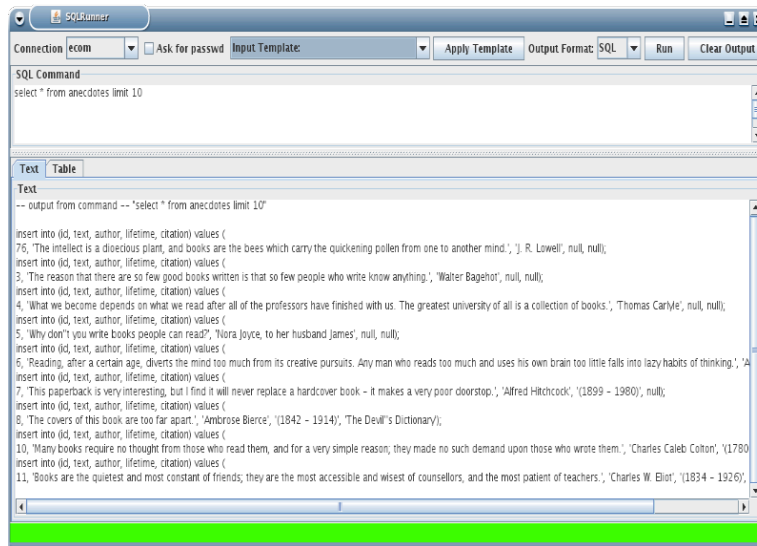 SQLRunner
Connection ecom Ask for passwd Input Template: Apply Template Output Format: SQL Run Clear Output
SQL Command
select * from anecdotes limit 10
Text Table
Text
-- output from command -- "select * from anecdotes limit 10"
insert into (id, text, author, lifetime, citation) values (
76, 'The intellect is a dioecious plant, and books are the bees which carry the quickening pollen from one to another mind.', 'J. R. Lowell', null, null);
insert into (id, text, author, lifetime, citation) values (
3, 'The reason that there are so few good books written is that so few people who write know anything.', 'Walter Bagehot', null, null);
insert into (id, text, author, lifetime, citation) values (
4, 'What we become depends on what we read after all of the professors have finished with us. The greatest university of all is a collection of books.', 'Thomas Carlyle', null, null);
insert into (id, text, author, lifetime, citation) values (
5, 'Why don''t you write books people can read?', 'Nora Joyce, to her husband James', null, null);
insert into (id, text, author, lifetime, citation) values (
6, 'Reading, after a certain age, diverts the mind too much from its creative pursuits. Any man who reads too much and uses his own brain too little falls into lazy habits of thinking.', 'A
insert into (id, text, author, lifetime, citation) values (
7, 'This paperback is very interesting, but I find it will never replace a hardcover book - it makes a very poor doorstop.', 'Alfred Hitchcock', '(1899 - 1980)', null);
insert into (id, text, author, lifetime, citation) values (
8, 'The covers of this book are too far apart.', 'Ambrose Bierce', '(1842 - 1914)', 'The Devil''s Dictionary');
insert into (id, text, author, lifetime, citation) values (
10, 'Many books require no thought from those who read them, and for a very simple reason; they made no such demand upon those who wrote them.', 'Charles Caleb Colton', '(1780
insert into (id, text, author, lifetime, citation) values (
11, 'Books are the quietest and most constant of friends; they are the most accessible and wisest of counsellors, and the most patient of teachers.', 'Charles W. Eliot', '(1834 - 1926)',